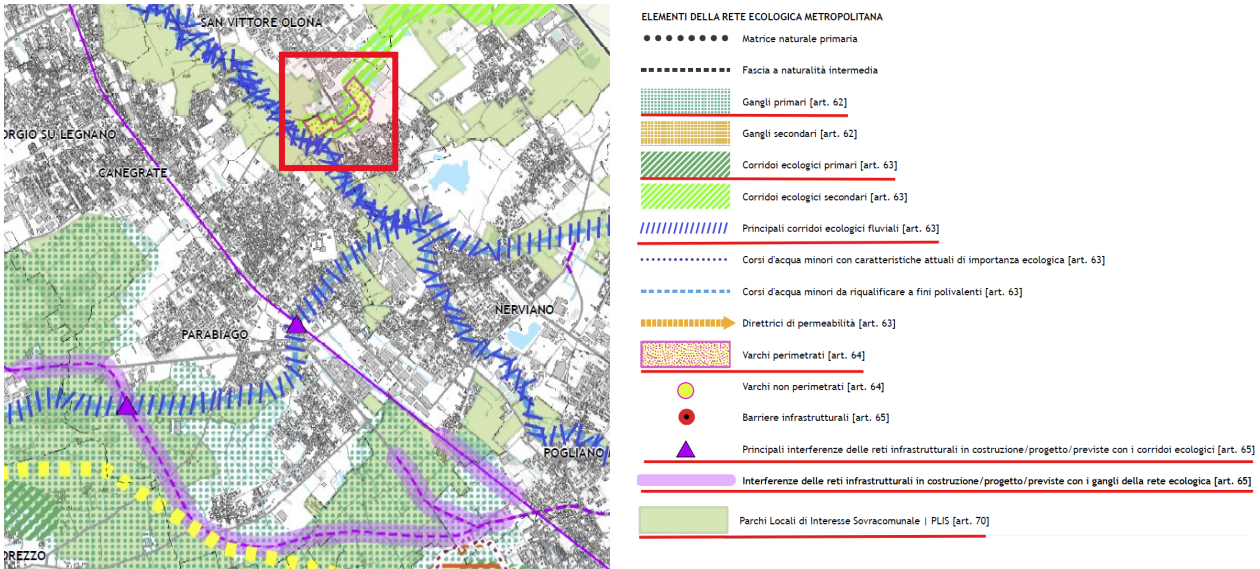 SAN VITTORE OLONA
ORGIO SU LEGNANO
CANEGRATE
NERVIANO
PARABIAGO
POGLIANO
OREZZO
ELEMENTI DELLA RETE ECOLOGICA METROPOLITANA
Matrice naturale primaria
Fascia a naturalità intermedia
Gangli primari [art. 62]
Gangli secondari [art. 62]
Corridoi ecologici primari [art. 63]
Corridoi ecologici secondari [art. 63]
Principali corridoi ecologici fluviali [art. 63]
Corsi d'acqua minori con caratteristiche attuali di importanza ecologica [art. 63]
Corsi d'acqua minori da riqualificare a fini polivalenti [art. 63]
Direttrici di permeabilità [art. 63]
Varchi perimetrati [art. 64]
Varchi non perimetrati [art. 64]
Barriere infrastrutturali [art. 65]
Principali interferenze delle reti infrastrutturali in costruzione/progetto/previste con i corridoi ecologici [art. 65]
Interferenze delle reti infrastrutturali in costruzione/progetto/previste con i gangli della rete ecologica [art. 65]
Parchi Locali di Interesse Sovracomunale | PLIS [art. 70]